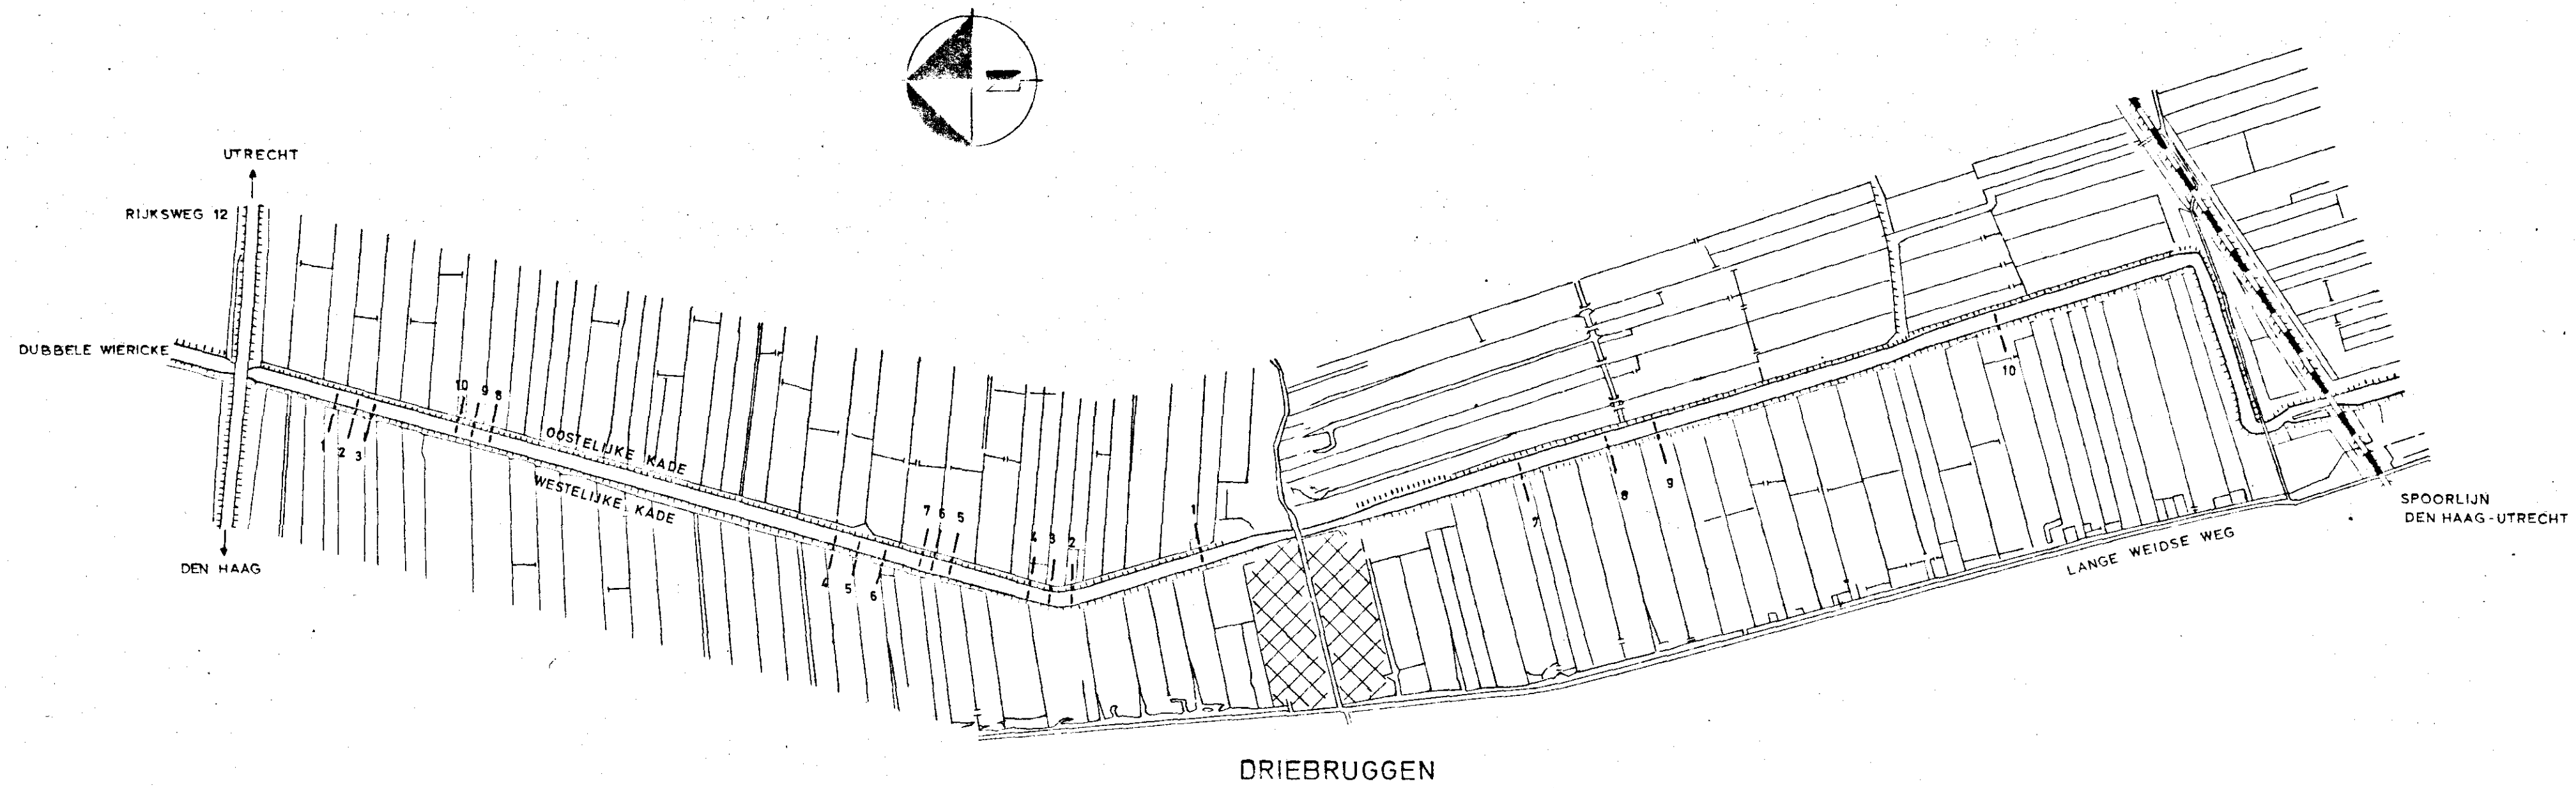 Z
UTRECHT
RIJKSWEG 12
DUBBELE WIERICKE
DEN HAAG
1 2 3
10 9 8
OOSTELIJKE KADE
WESTELIJKE KADE
4 5 6
7 6 5
4 3 2
1
7 8 9
10
SPOORLIJN
DEN HAAG-UTRECHT
LANGE WEIDSE WEG
DRIEBRUGGEN